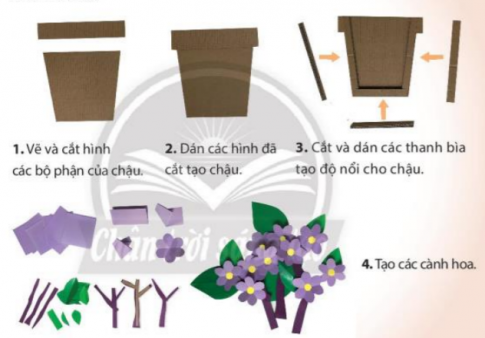 1. Vẽ và cắt hình
các bộ phận của chậu.
2. Dán các hình đã
cắt tạo chậu.
3. Cắt và dán các thanh bìa
tạo độ nổi cho chậu.
Chân trời sáng tạo
4. Tạo các cành hoa.